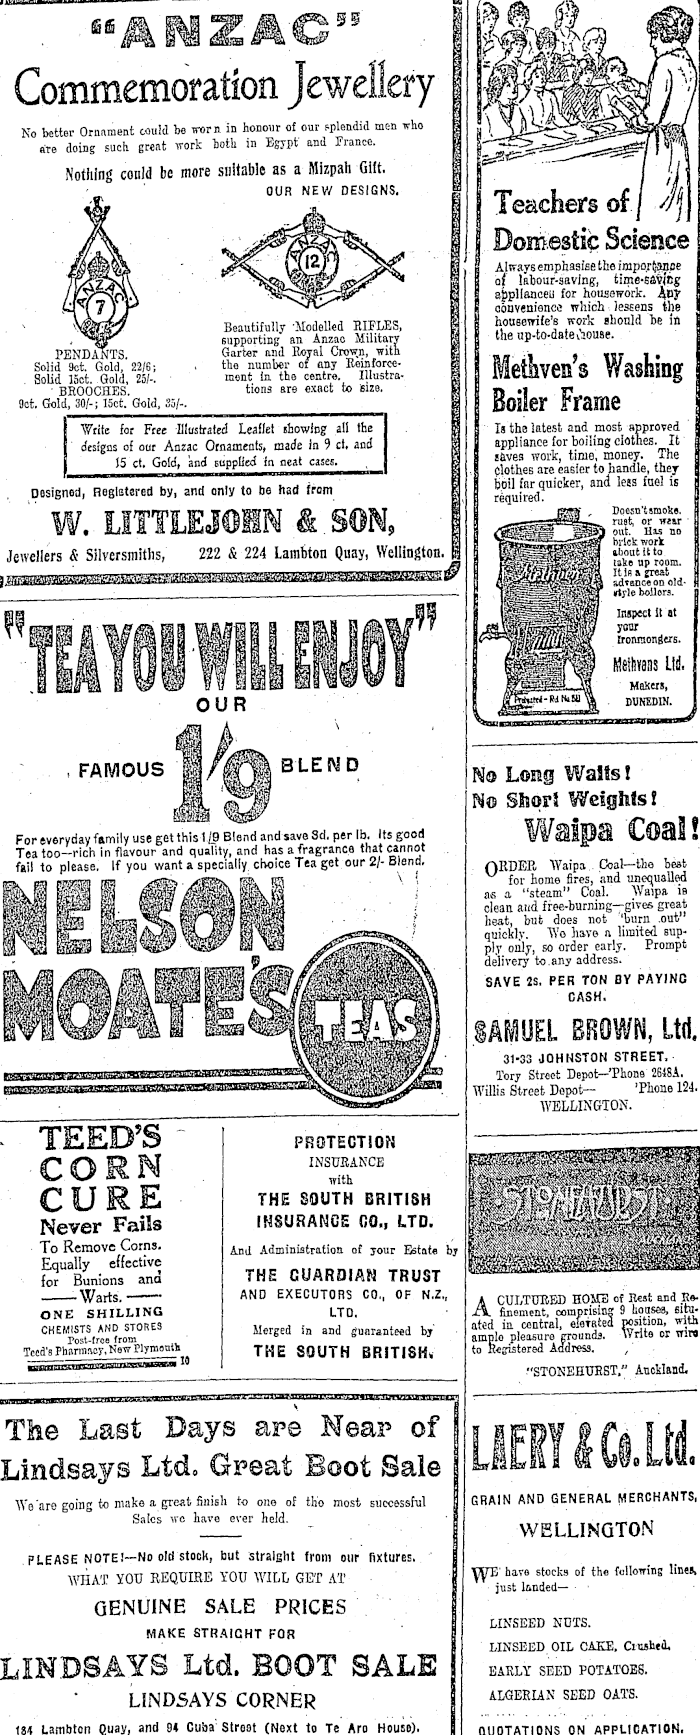 "ANZAC"
Commemoration Jewellery
No better Ornament could be worn in honour of our splendid men who
are doing such great work both in Egypt and France.
Nothing could be more suitable as a Mizpah Gift.
OUR NEW DESIGNS.
ANZAC
7
ANZAC
12
PENDANTS.
Solid 9ct. Gold, 22/6;
Solid 15ct. Gold, 25/-.
BROOCHES.
9ct. Gold, 30/-; 15ct. Gold, 35/-.
Beautifully Modelled RIFLES,
supporting an Anzac Military
Garter and Royal Crown, with
the number of any Reinforce-
ment in the centre. Illustra-
tions are exact to size.
Write for Free Illustrated Leaflet showing all the
designs of our Anzac Ornaments, made in 9 ct. and
15 ct. Gold, and supplied in neat cases.
Designed, Registered by, and only to be had from
W. LITTLEJOHN & SON,
Jewellers & Silversmiths, 222 & 224 Lambton Quay, Wellington.
"TEA YOU WILL ENJOY"
OUR
FAMOUS 1/9 BLEND
For everyday family use get this 1/9 Blend and save 3d. per lb. Its good
Tea too—rich in flavour and quality, and has a fragrance that cannot
fail to please. If you want a specially choice Tea get our 2/- Blend.
NELSON
MOATE'S
TEAS
TEED'S
CORN
CURE
Never Fails
To Remove Corns.
Equally effective
for Bunions and
Warts.
ONE SHILLING
CHEMISTS AND STORES
Post-free from
Teed's Pharmacy, New Plymouth
10
PROTECTION
INSURANCE
with
THE SOUTH BRITISH
INSURANCE CO., LTD.
And Administration of your Estate by
THE GUARDIAN TRUST
AND EXECUTORS CO., OF N.Z.,
LTD.
Merged in and guaranteed by
THE SOUTH BRITISH.
The Last Days are Near of
Lindsays Ltd. Great Boot Sale
We are going to make a great finish to one of the most successful
Sales we have ever held.
PLEASE NOTE!—No old stock, but straight from our fixtures.
WHAT YOU REQUIRE YOU WILL GET AT
GENUINE SALE PRICES
MAKE STRAIGHT FOR
LINDSAYS Ltd. BOOT SALE
LINDSAYS CORNER
184 Lambton Quay, and 94 Cuba Street (Next to Te Aro House).
Teachers of
Domestic Science
Always emphasise the importance
of labour-saving, time-saving
appliances for housework. Any
convenience which lessens the
housewife's work should be in
the up-to-date house.
Methven's Washing
Boiler Frame
Is the latest and most approved
appliance for boiling clothes. It
saves work, time, money. The
clothes are easier to handle, they
boil far quicker, and less fuel is
required.
Doesn't smoke,
rust, or wear
out. Has no
brick work
about it to
take up room.
It is a great
advance on old-
style boilers.
Inspect it at
your
Ironmongers.
Methvens Ltd.
Makers,
DUNEDIN.
Methven
No Long Waits!
No Short Weights!
Waipa Coal!
ORDER Waipa Coal—the best
for home fires, and unequalled
as a "steam" Coal. Waipa is
clean and free-burning—gives great
heat, but does not "burn out"
quickly. We have a limited sup-
ply only, so order early. Prompt
delivery to any address.
SAVE 2S. PER TON BY PAYING
CASH.
SAMUEL BROWN, Ltd.
31-33 JOHNSTON STREET.
Tory Street Depot—'Phone 2648A.
Willis Street Depot— 'Phone 124.
WELLINGTON.
STONEHURST
A CULTURED HOME of Rest and Re-
finement, comprising 9 houses, situ-
ated in central, elevated position, with
ample pleasure grounds. Write or wire
to Registered Address,
"STONEHURST," Auckland.
LAERY & Co. Ltd.
GRAIN AND GENERAL MERCHANTS,
WELLINGTON
WE have stocks of the following lines,
just landed—
LINSEED NUTS.
LINSEED OIL CAKE, Crushed.
EARLY SEED POTATOES.
ALGERIAN SEED OATS.
QUOTATIONS ON APPLICATION.